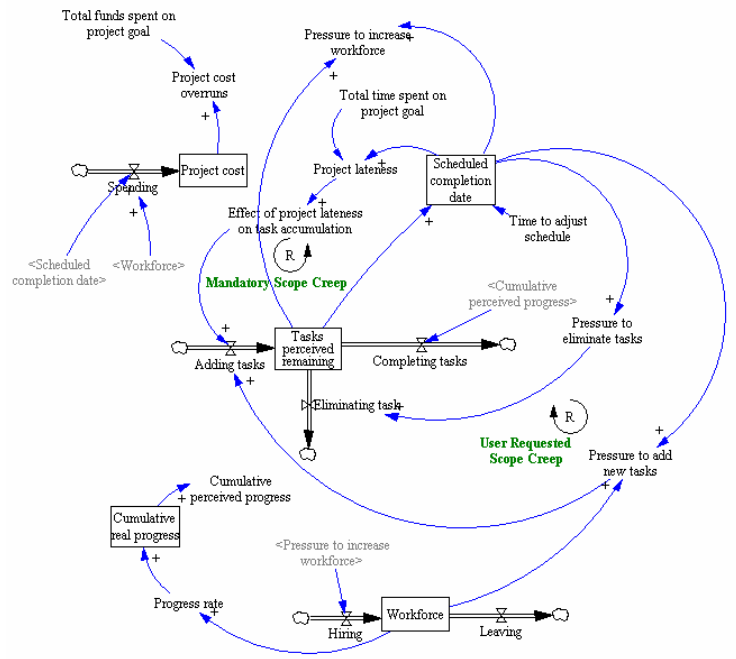 Total funds spent on
project goal
Pressure to increase
workforce
Project cost
overruns
Total time spent on
project goal
Project cost
Spending
Project lateness
Scheduled
completion
date
Effect of project lateness
on task accumulation
Time to adjust
schedule
R
<Scheduled
completion date>
<Workforce>
Mandatory Scope Creep
<Cumulative
perceived progress>
Tasks
perceived
remaining
Adding tasks
Completing tasks
Pressure to
eliminate tasks
Eliminating task
R
User Requested
Scope Creep
Pressure to add
new tasks
Cumulative
perceived progress
Cumulative
real progress
<Pressure to increase
workforce>
Progress rate
Workforce
Hiring
Leaving